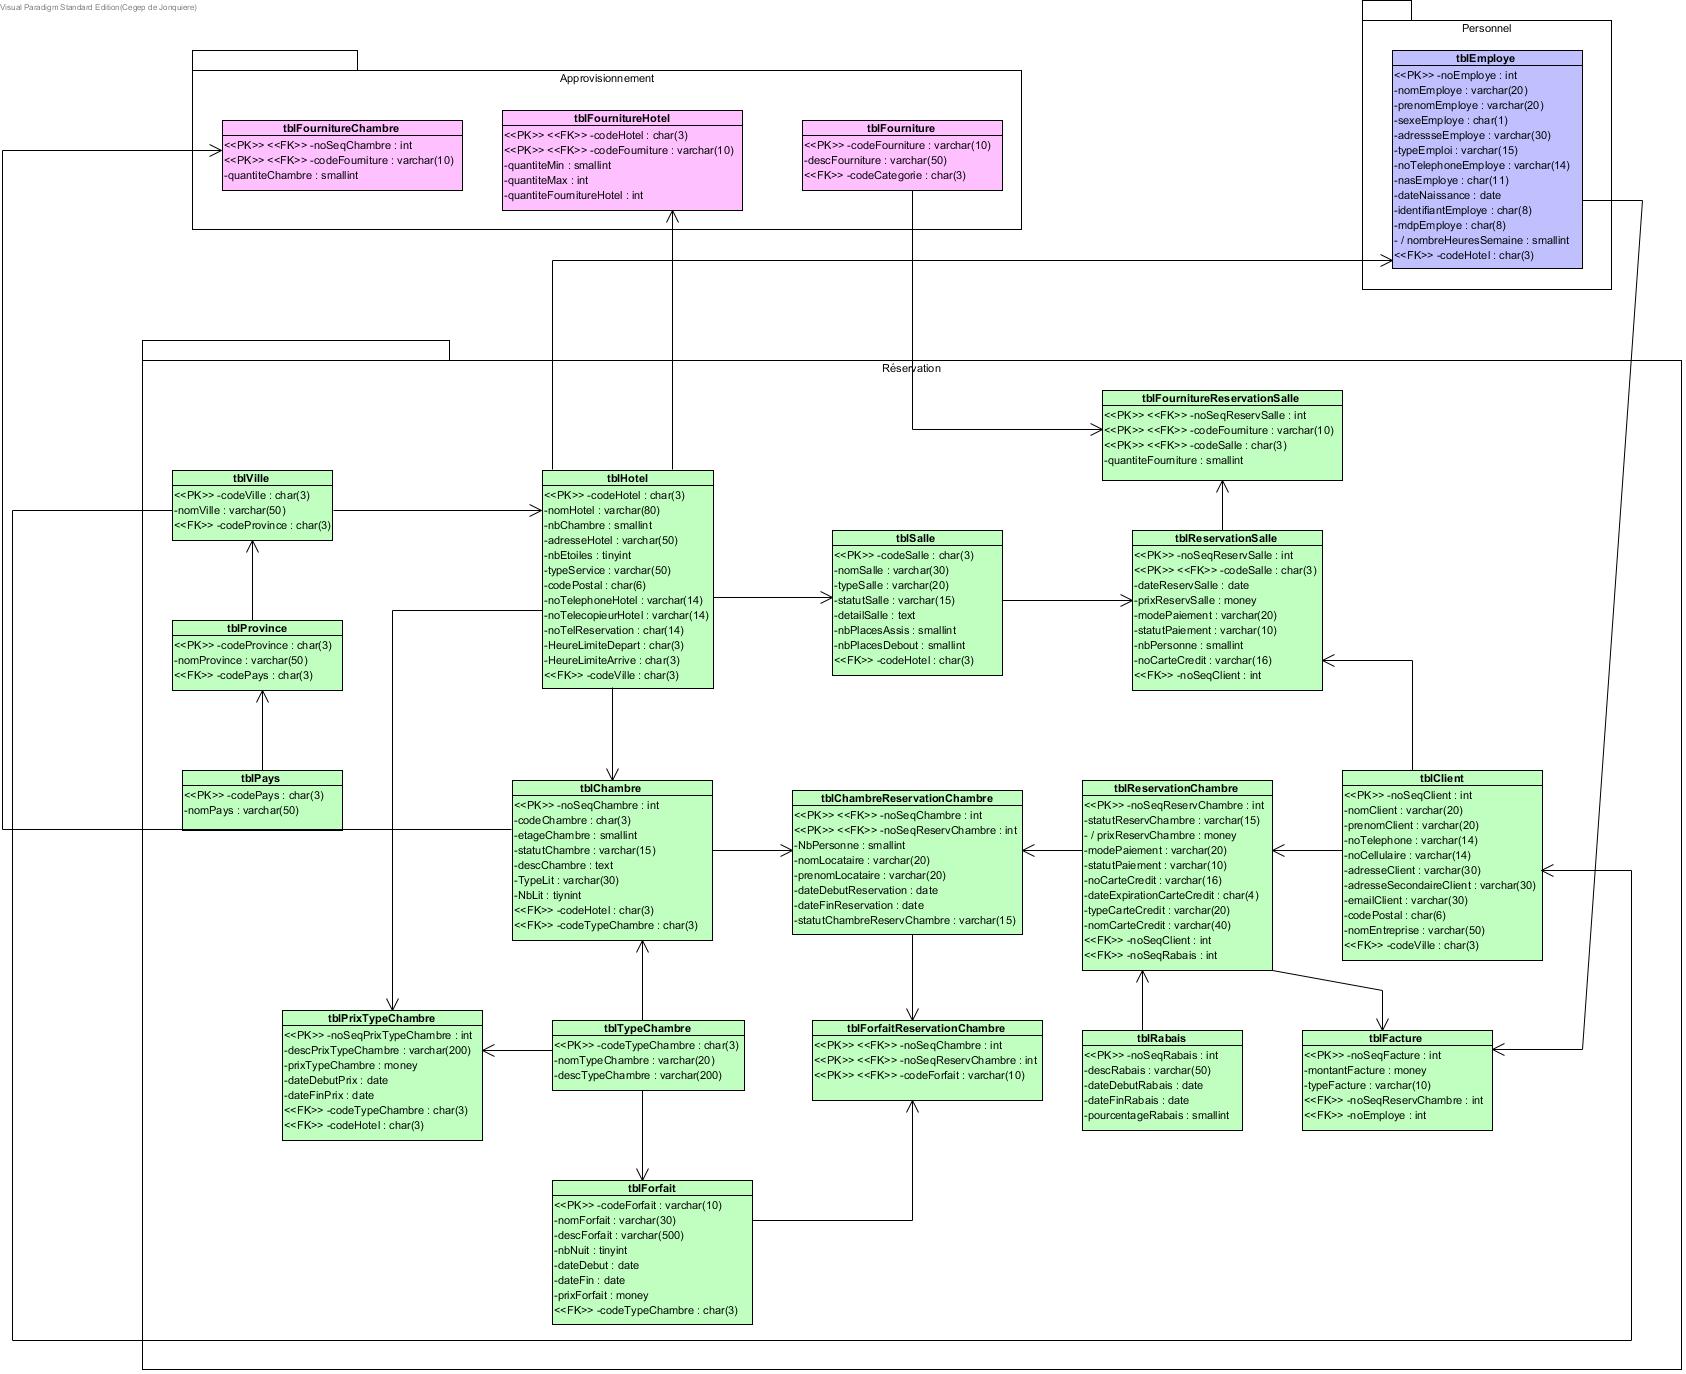 Visual Paradigm Standard Edition(Cegep de Jonquiere)
Personnel
tblEmploye
<<PK>> -noEmploye : int
-nomEmploye : varchar(20)
-prenomEmploye : varchar(20)
-sexeEmploye : char(1)
-adressseEmploye : varchar(30)
-typeEmploi : varchar(15)
-noTelephoneEmploye : varchar(14)
-nasEmploye : char(11)
-dateNaissance : date
-identifiantEmploye : char(8)
-mdpEmploye : char(8)
- / nombreHeuresSemaine : smallint
<<FK>> -codeHotel : char(3)
Approvisionnement
tblFournitureChambre
<<PK>> <<FK>> -noSeqChambre : int
<<PK>> <<FK>> -codeFourniture : varchar(10)
-quantiteChambre : smallint
tblFournitureHotel
<<PK>> <<FK>> -codeHotel : char(3)
<<PK>> <<FK>> -codeFourniture : varchar(10)
-quantiteMin : smallint
-quantiteMax : int
-quantiteFournitureHotel : int
tblFourniture
<<PK>> -codeFourniture : varchar(10)
-descFourniture : varchar(50)
<<FK>> -codeCategorie : char(3)
Réservation
tblFournitureReservationSalle
<<PK>> <<FK>> -noSeqReservSalle : int
<<PK>> <<FK>> -codeFourniture : varchar(10)
<<PK>> <<FK>> -codeSalle : char(3)
-quantiteFourniture : smallint
tblVille
<<PK>> -codeVille : char(3)
-nomVille : varchar(50)
<<FK>> -codeProvince : char(3)
tblHotel
<<PK>> -codeHotel : char(3)
-nomHotel : varchar(80)
-nbChambre : smallint
-adresseHotel : varchar(50)
-nbEtoiles : tinyint
-typeService : varchar(50)
-codePostal : char(6)
-noTelephoneHotel : varchar(14)
-noTelecopieurHotel : varchar(14)
-noTelReservation : char(14)
-HeureLimiteDepart : char(3)
-HeureLimiteArrive : char(3)
<<FK>> -codeVille : char(3)
tblSalle
<<PK>> -codeSalle : char(3)
-nomSalle : varchar(30)
-typeSalle : varchar(20)
-statutSalle : varchar(15)
-detailSalle : text
-nbPlacesAssis : smallint
-nbPlacesDebout : smallint
<<FK>> -codeHotel : char(3)
tblReservationSalle
<<PK>> -noSeqReservSalle : int
<<PK>> <<FK>> -codeSalle : char(3)
-dateReservSalle : date
-prixReservSalle : money
-modePaiement : varchar(20)
-statutPaiement : varchar(10)
-nbPersonne : smallint
-noCarteCredit : varchar(16)
<<FK>> -noSeqClient : int
tblProvince
<<PK>> -codeProvince : char(3)
-nomProvince : varchar(50)
<<FK>> -codePays : char(3)
tblPays
<<PK>> -codePays : char(3)
-nomPays : varchar(50)
tblChambre
<<PK>> -noSeqChambre : int
-codeChambre : char(3)
-etageChambre : smallint
-statutChambre : varchar(15)
-descChambre : text
-TypeLit : varchar(30)
-NbLit : tiynint
<<FK>> -codeHotel : char(3)
<<FK>> -codeTypeChambre : char(3)
tblChambreReservationChambre
<<PK>> <<FK>> -noSeqChambre : int
<<PK>> <<FK>> -noSeqReservChambre : int
-NbPersonne : smallint
-nomLocataire : varchar(20)
-prenomLocataire : varchar(20)
-dateDebutReservation : date
-dateFinReservation : date
-statutChambreReservChambre : varchar(15)
tblReservationChambre
<<PK>> -noSeqReservChambre : int
-statutReservChambre : varchar(15)
- / prixReservChambre : money
-modePaiement : varchar(20)
-statutPaiement : varchar(10)
-noCarteCredit : varchar(16)
-dateExpirationCarteCredit : char(4)
-typeCarteCredit : varchar(20)
-nomCarteCredit : varchar(40)
<<FK>> -noSeqClient : int
<<FK>> -noSeqRabais : int
tblClient
<<PK>> -noSeqClient : int
-nomClient : varchar(20)
-prenomClient : varchar(20)
-noTelephone : varchar(14)
-noCellulaire : varchar(14)
-adresseClient : varchar(30)
-adresseSecondaireClient : varchar(30)
-emailClient : varchar(30)
-codePostal : char(6)
-nomEntreprise : varchar(50)
<<FK>> -codeVille : char(3)
tblPrixTypeChambre
<<PK>> -noSeqPrixTypeChambre : int
-descPrixTypeChambre : varchar(200)
-prixTypeChambre : money
-dateDebutPrix : date
-dateFinPrix : date
<<FK>> -codeTypeChambre : char(3)
<<FK>> -codeHotel : char(3)
tblTypeChambre
<<PK>> -codeTypeChambre : char(3)
-nomTypeChambre : varchar(20)
-descTypeChambre : varchar(200)
tblForfaitReservationChambre
<<PK>> <<FK>> -noSeqChambre : int
<<PK>> <<FK>> -noSeqReservChambre : int
<<PK>> <<FK>> -codeForfait : varchar(10)
tblRabais
<<PK>> -noSeqRabais : int
-descRabais : varchar(50)
-dateDebutRabais : date
-dateFinRabais : date
-pourcentageRabais : smallint
tblFacture
<<PK>> -noSeqFacture : int
-montantFacture : money
-typeFacture : varchar(10)
<<FK>> -noSeqReservChambre : int
<<FK>> -noEmploye : int
tblForfait
<<PK>> -codeForfait : varchar(10)
-nomForfait : varchar(30)
-descForfait : varchar(500)
-nbNuit : tinyint
-dateDebut : date
-dateFin : date
-prixForfait : money
<<FK>> -codeTypeChambre : char(3)